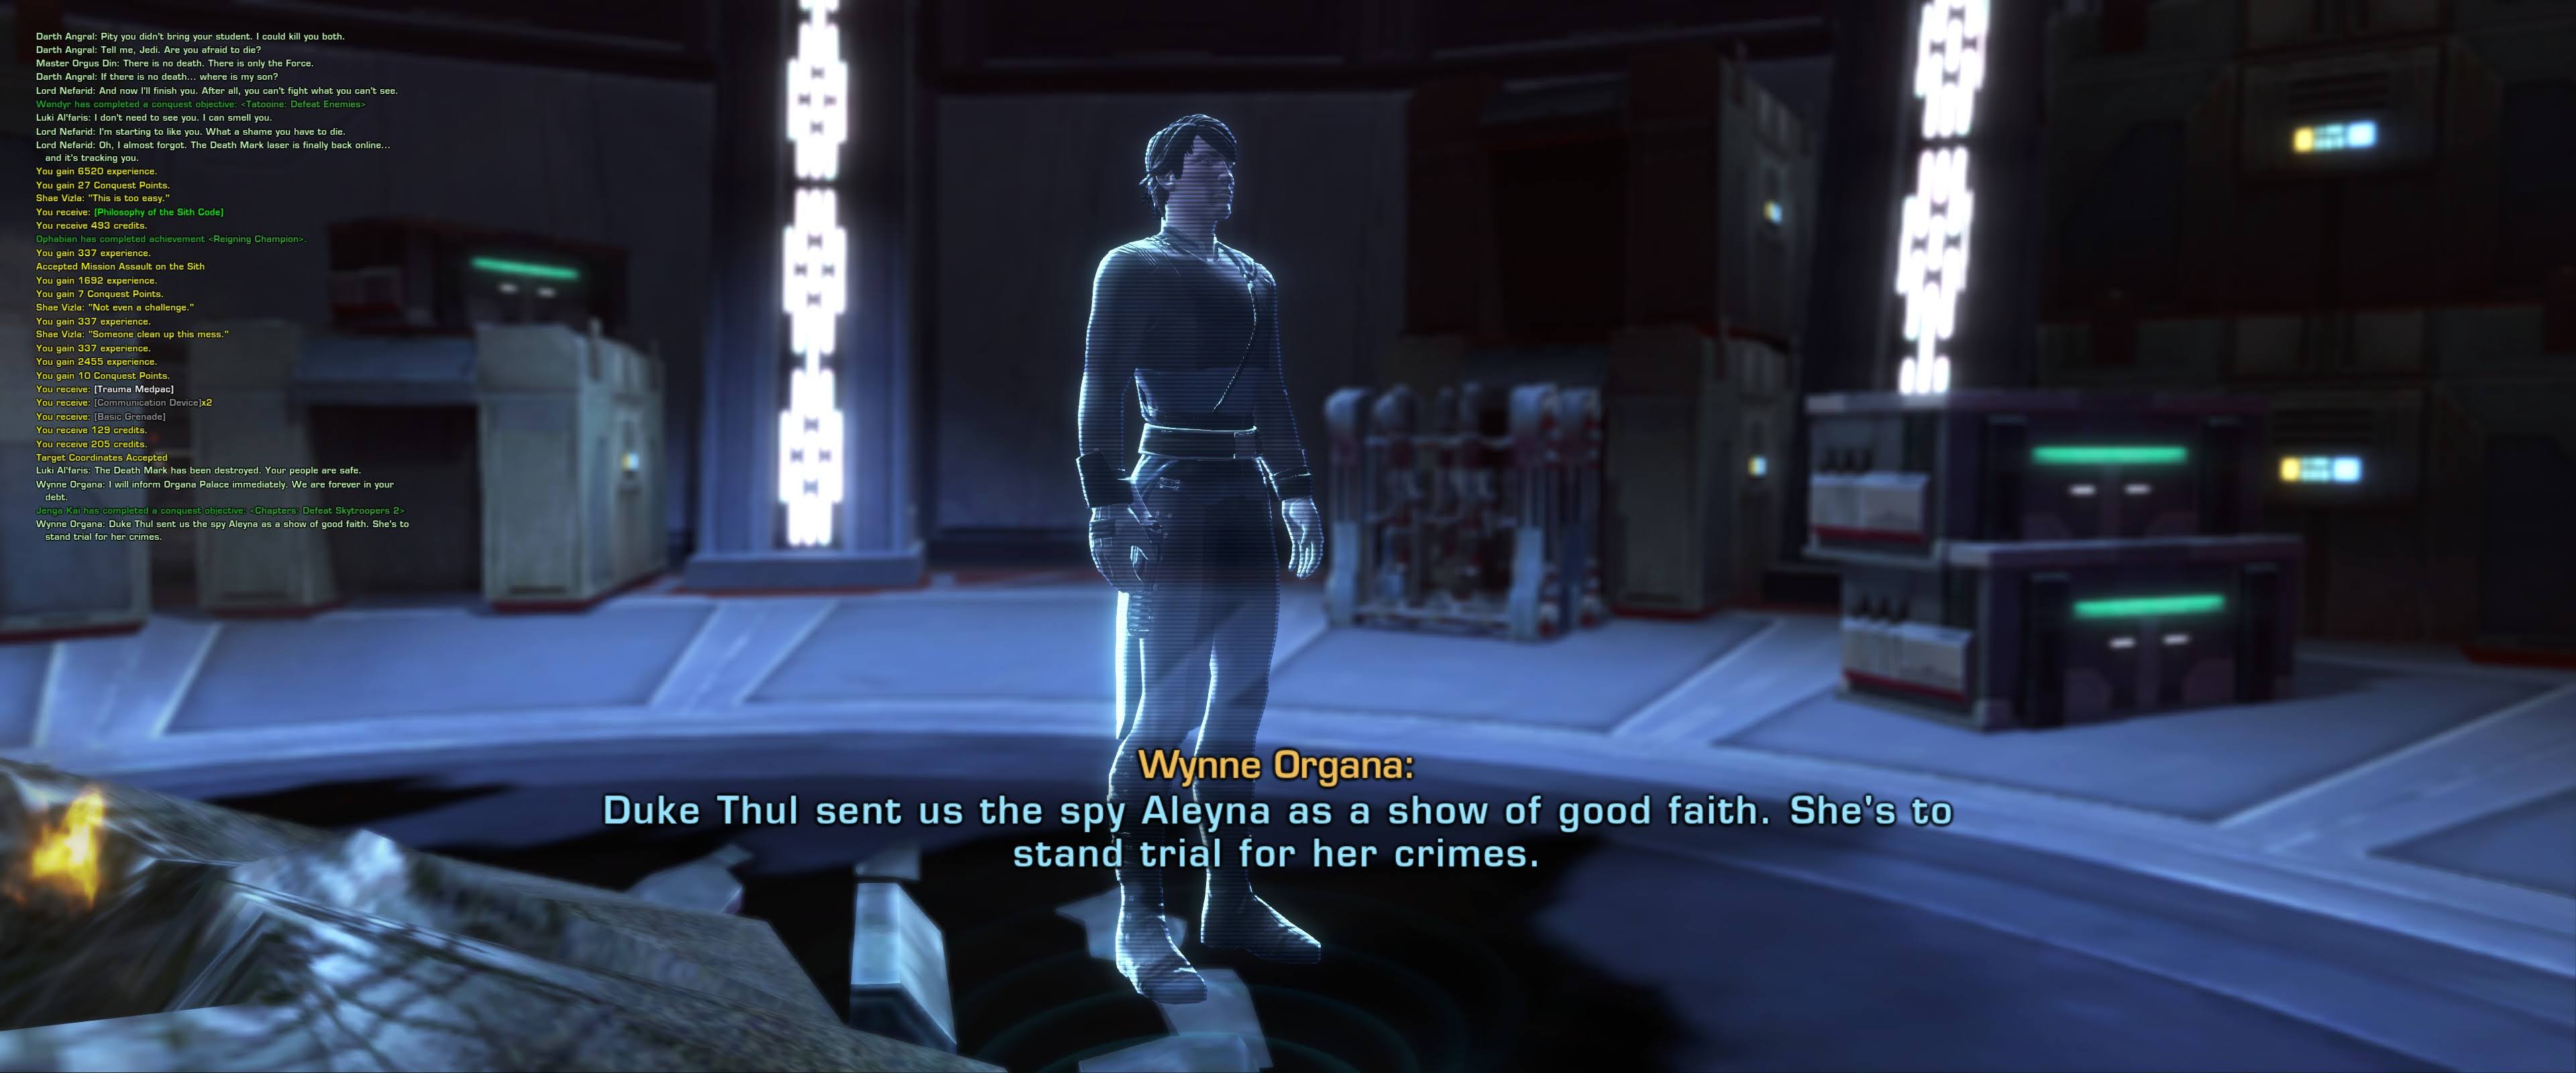 Darth Angral: Pity you didn't bring your student. I could kill you both.
Darth Angral: Tell me, Jedi. Are you afraid to die?
Master Orgus Din: There is no death. There is only the Force.
Darth Angral: If there is no death... where is my son?
Lord Nefarid: And now I'll finish you. After all, you can't fight what you can't see.
Wendyr has completed a conquest objective: <Tatooine: Defeat Enemies>
Luki Al'faris: I don't need to see you. I can smell you.
Lord Nefarid: I'm starting to like you. What a shame you have to die.
Lord Nefarid: Oh, I almost forgot. The Death Mark laser is finally back online...
and it's tracking you.
You gain 6520 experience.
You gain 27 Conquest Points.
Shae Vizla: "This is too easy."
You receive: [Philosophy of the Sith Code]
You receive 493 credits.
Ophabian has completed achievement <Reigning Champion>.
You gain 337 experience.
Accepted Mission Assault on the Sith
You gain 1692 experience.
You gain 7 Conquest Points.
Shae Vizla: "Not even a challenge."
You gain 337 experience.
Shae Vizla: "Someone clean up this mess."
You gain 337 experience.
You gain 2455 experience.
You gain 10 Conquest Points.
You receive: [Trauma Medpac]
You receive: [Communication Device]x2
You receive: [Basic Grenade]
You receive 129 credits.
You receive 205 credits.
Target Coordinates Accepted
Luki Al'faris: The Death Mark has been destroyed. Your people are safe.
Wynne Organa: I will inform Organa Palace immediately. We are forever in your
debt.
Jenga Kai has completed a conquest objective: <Chapters: Defeat Skytroopers 2>
Wynne Organa: Duke Thul sent us the spy Aleyna as a show of good faith. She's to
stand trial for her crimes.
Wynne Organa:
Duke Thul sent us the spy Aleyna as a show of good faith. She's to
stand trial for her crimes.